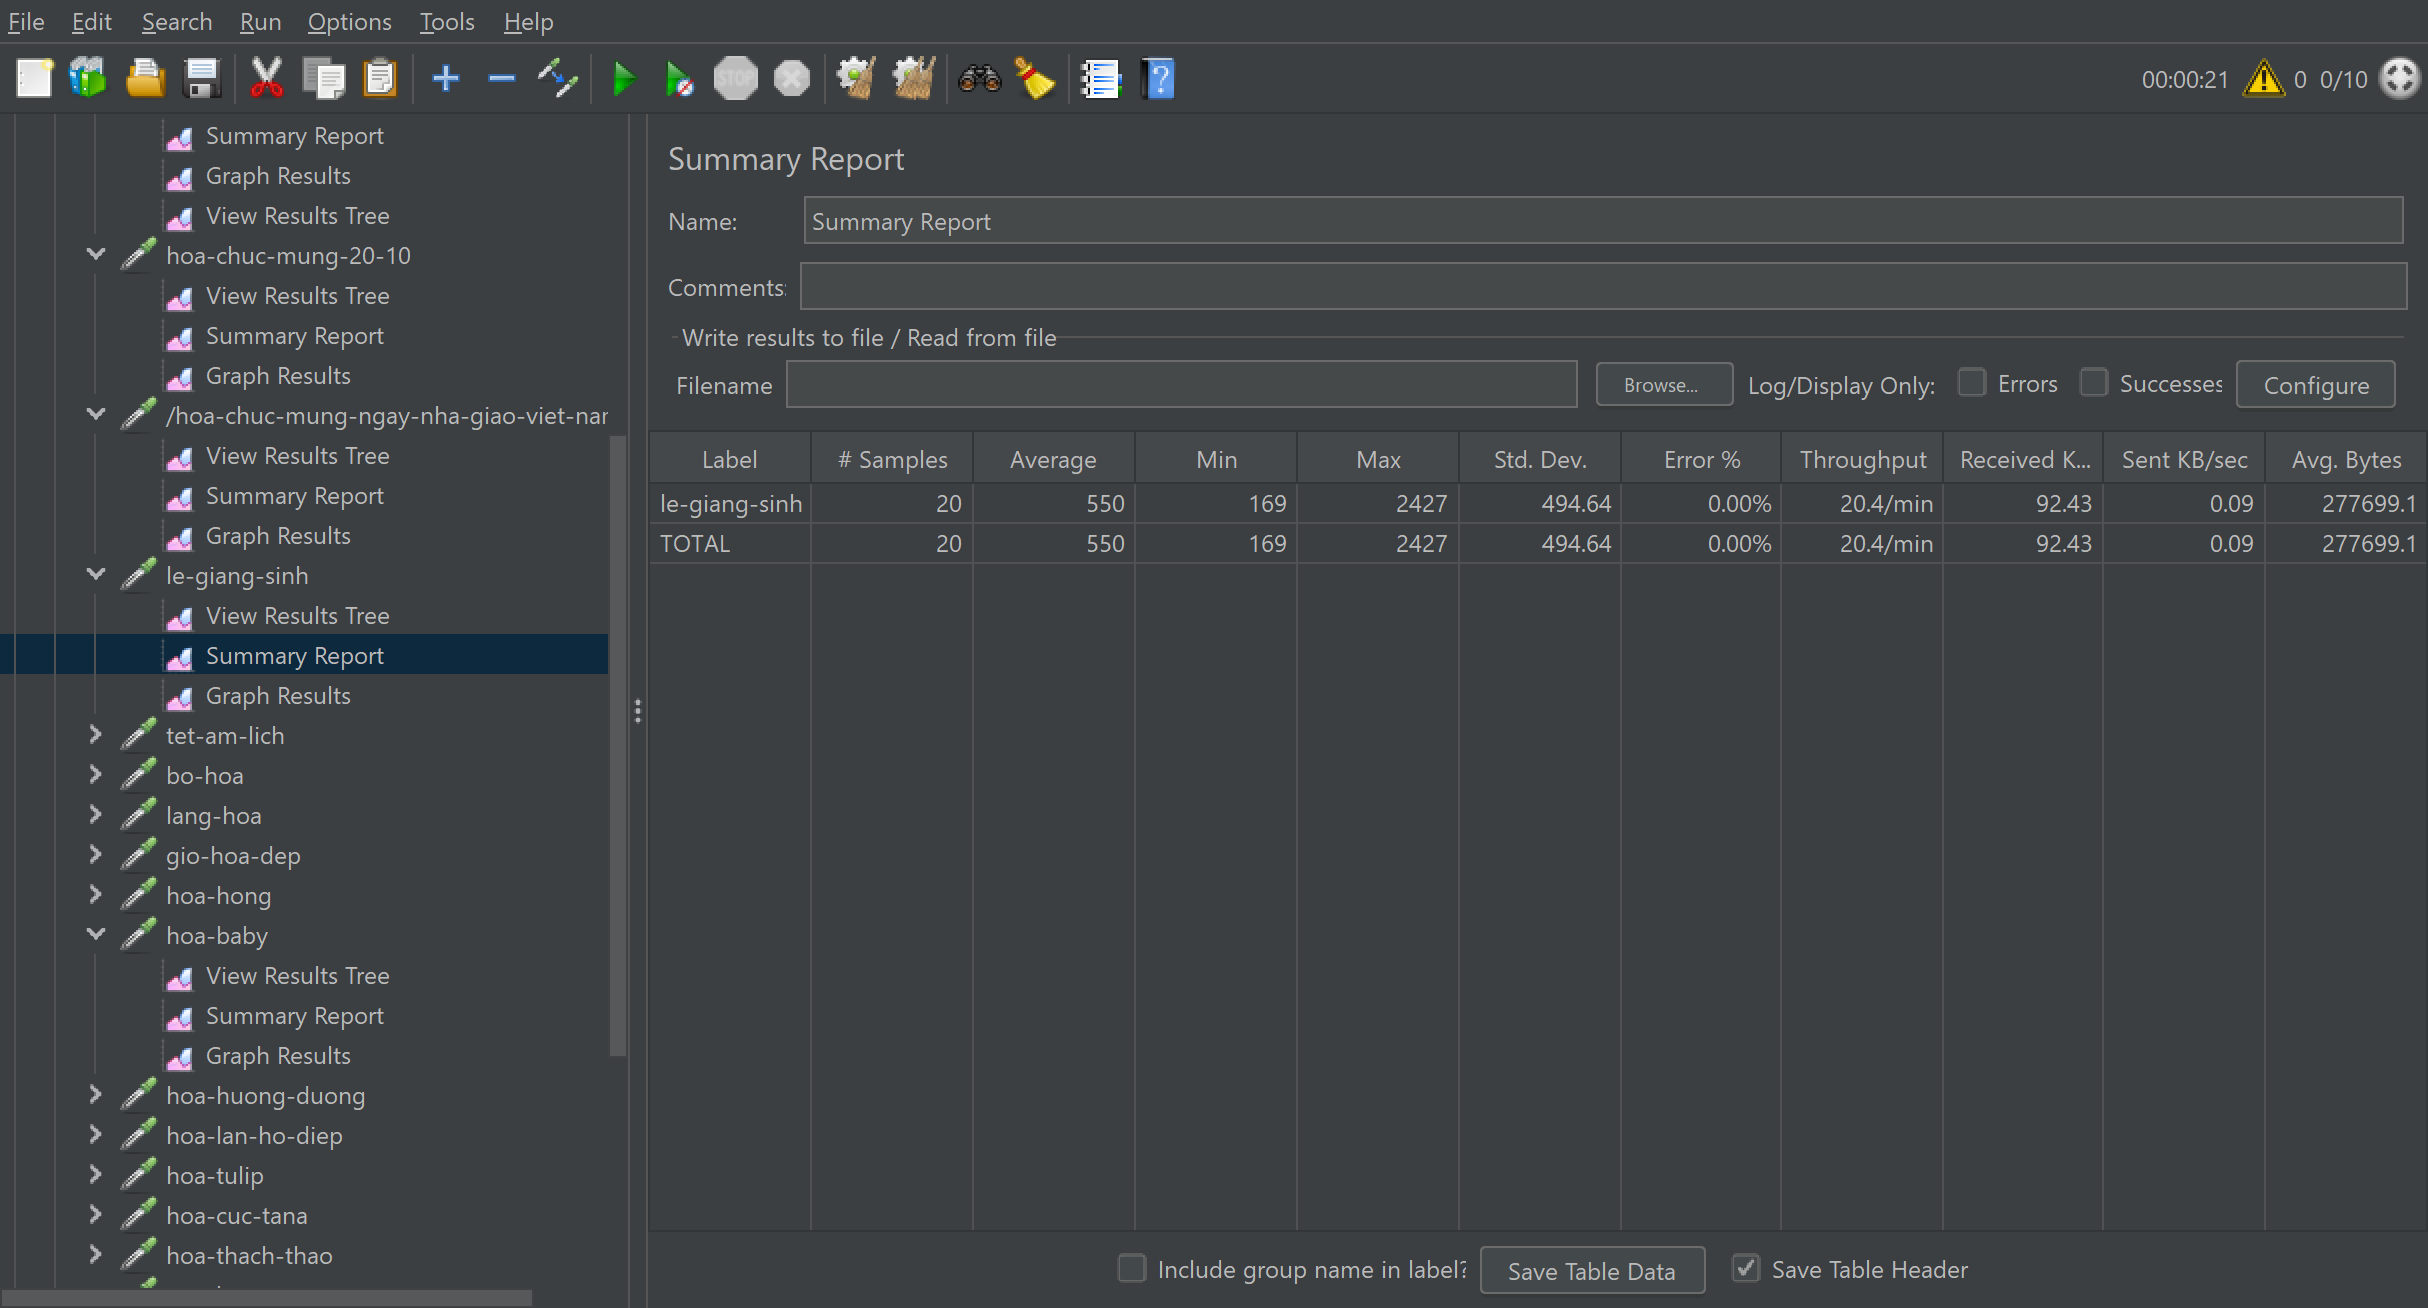 File Edit Search Run Options Tools Help
STOP
00:00:21 0 0/10
Summary Report
Graph Results
View Results Tree
hoa-chuc-mung-20-10
View Results Tree
Summary Report
Graph Results
/hoa-chuc-mung-ngay-nha-giao-viet-nar
View Results Tree
Summary Report
Graph Results
le-giang-sinh
View Results Tree
Summary Report
Graph Results
tet-am-lich
bo-hoa
lang-hoa
gio-hoa-dep
hoa-hong
hoa-baby
View Results Tree
Summary Report
Graph Results
hoa-huong-duong
hoa-lan-ho-diep
hoa-tulip
hoa-cuc-tana
hoa-thach-thao
Summary Report
Name: Summary Report
Comments:
Write results to file / Read from file
Filename Browse... Log/Display Only: Errors Successes Configure
Label # Samples Average Min Max Std. Dev. Error % Throughput Received K... Sent KB/sec Avg. Bytes
le-giang-sinh 20 550 169 2427 494.64 0.00% 20.4/min 92.43 0.09 277699.1
TOTAL 20 550 169 2427 494.64 0.00% 20.4/min 92.43 0.09 277699.1
Include group name in label? Save Table Data Save Table Header